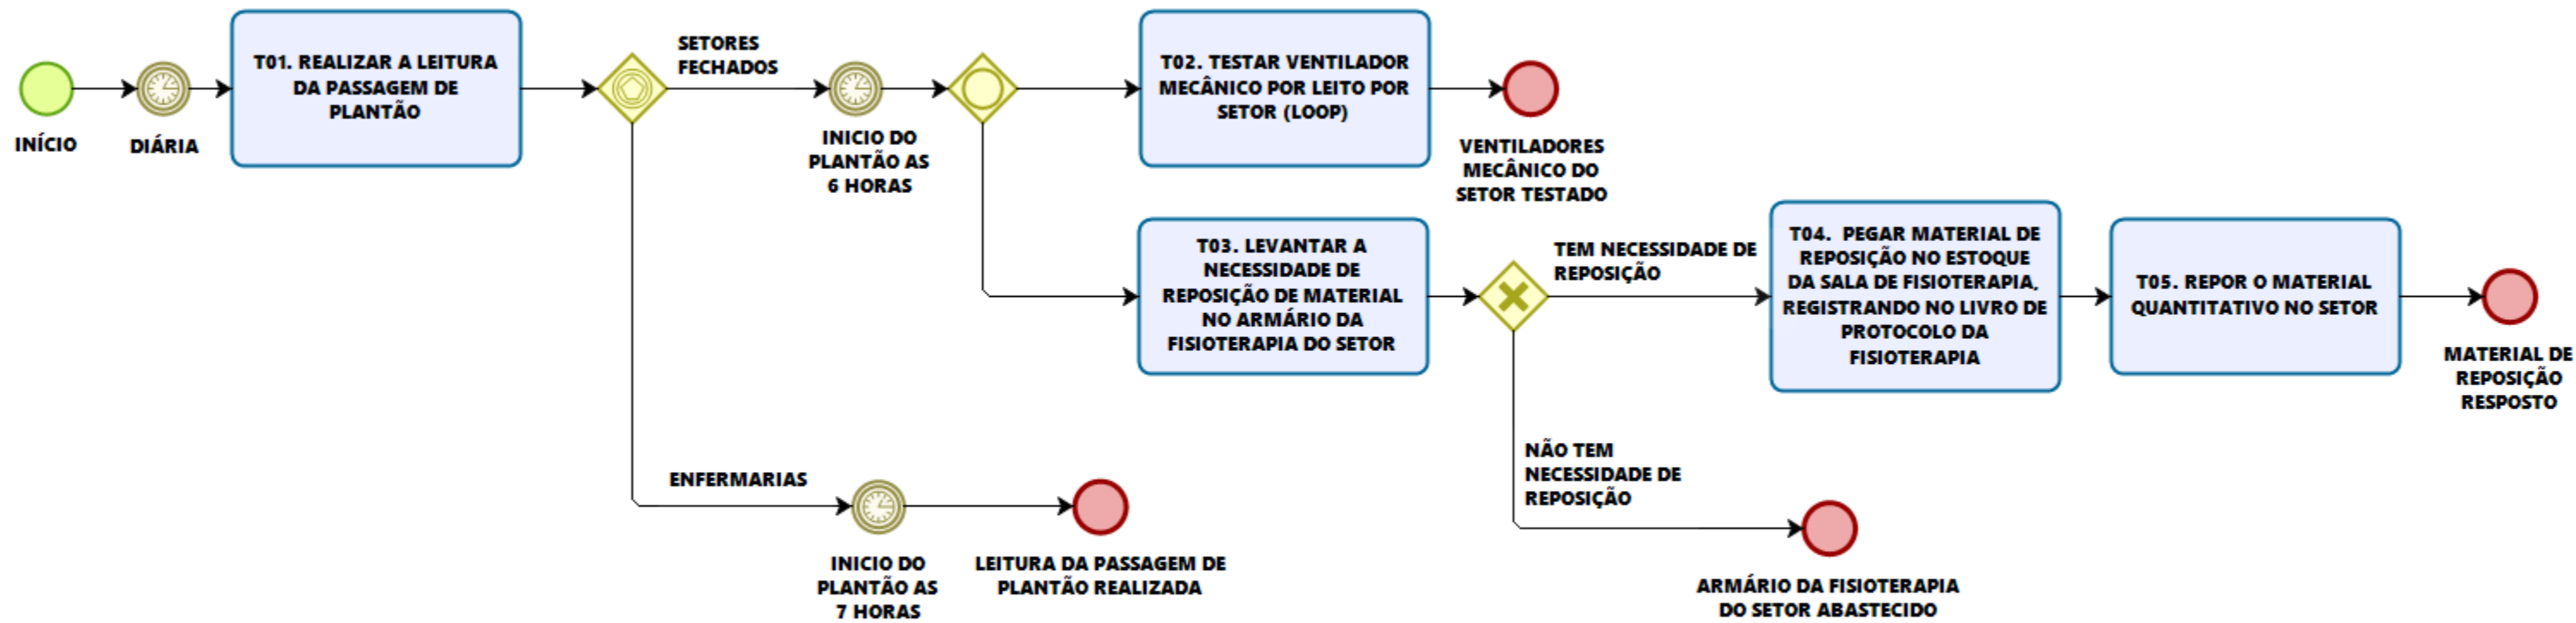 INÍCIO
DIÁRIA
T01. REALIZAR A LEITURA
DA PASSAGEM DE
PLANTÃO
SETORES
FECHADOS
INICIO DO
PLANTÃO AS
6 HORAS
T02. TESTAR VENTILADOR
MECÂNICO POR LEITO POR
SETOR (LOOP)
VENTILADORES
MECÂNICO DO
SETOR TESTADO
T03. LEVANTAR A
NECESSIDADE DE
REPOSIÇÃO DE MATERIAL
NO ARMÁRIO DA
FISIOTERAPIA DO SETOR
TEM NECESSIDADE DE
REPOSIÇÃO
T04. PEGAR MATERIAL DE
REPOSIÇÃO NO ESTOQUE
DA SALA DE FISIOTERAPIA,
REGISTRANDO NO LIVRO DE
PROTOCOLO DA
FISIOTERAPIA
T05. REPOR O MATERIAL
QUANTITATIVO NO SETOR
MATERIAL DE
REPOSIÇÃO
RESPOSTO
NÃO TEM
NECESSIDADE DE
REPOSIÇÃO
ARMÁRIO DA FISIOTERAPIA
DO SETOR ABASTECIDO
ENFERMARIAS
INICIO DO
PLANTÃO AS
7 HORAS
LEITURA DA PASSAGEM DE
PLANTÃO REALIZADA